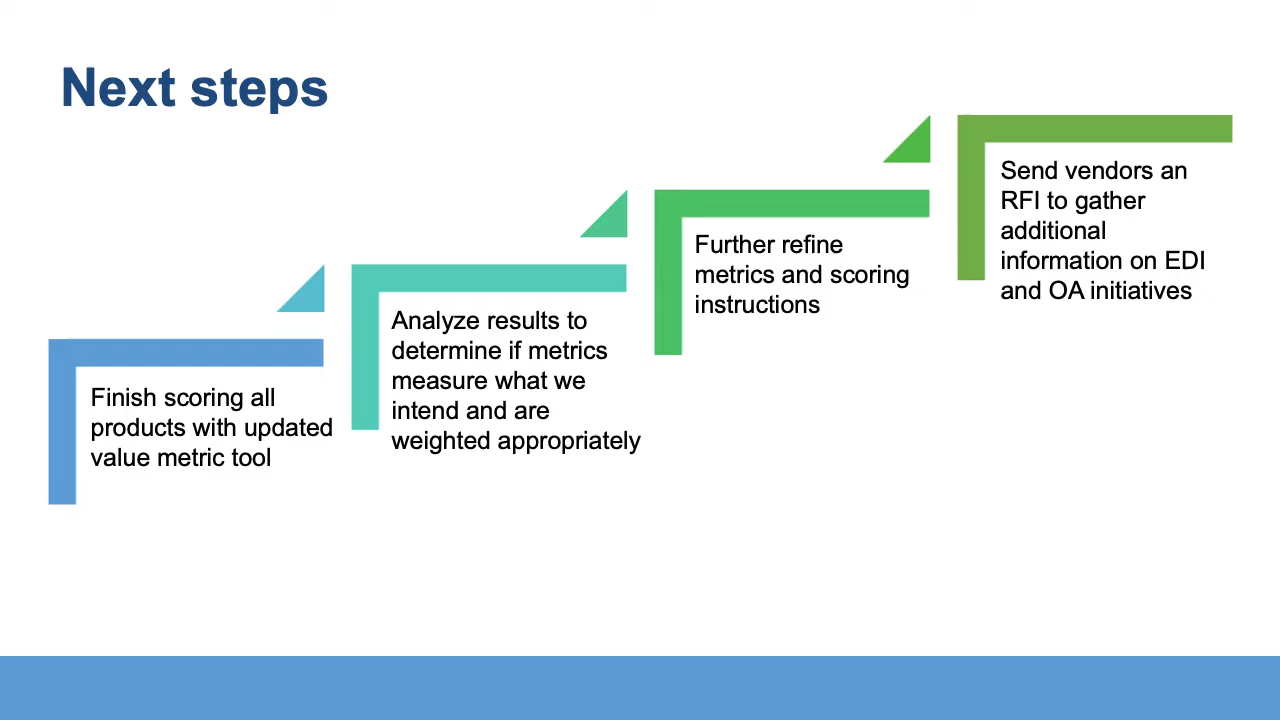 Next steps
Finish scoring all
products with updated
value metric tool
Analyze results to
determine if metrics
measure what we
intend and are
weighted appropriately
Further refine
metrics and scoring
instructions
Send vendors an
RFI to gather
additional
information on EDI
and OA initiatives